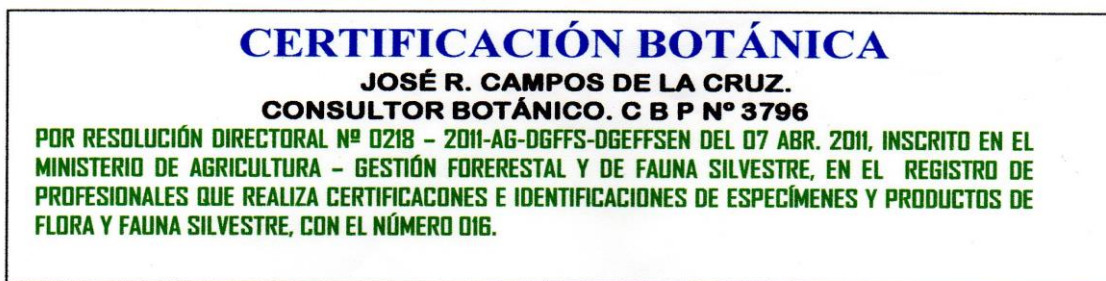 CERTIFICACIÓN BOTÁNICA
JOSÉ R. CAMPOS DE LA CRUZ.
CONSULTOR BOTÁNICO. C B P Nº 3796
POR RESOLUCIÓN DIRECTORAL Nº 0218 – 2011-AG-DGFFS-DGEFFSEN DEL 07 ABR. 2011, INSCRITO EN EL
MINISTERIO DE AGRICULTURA – GESTIÓN FORERESTAL Y DE FAUNA SILVESTRE, EN EL REGISTRO DE
PROFESIONALES QUE REALIZA CERTIFICACONES E IDENTIFICACIONES DE ESPECÍMENES Y PRODUCTOS DE
FLORA Y FAUNA SILVESTRE, CON EL NÚMERO 016.